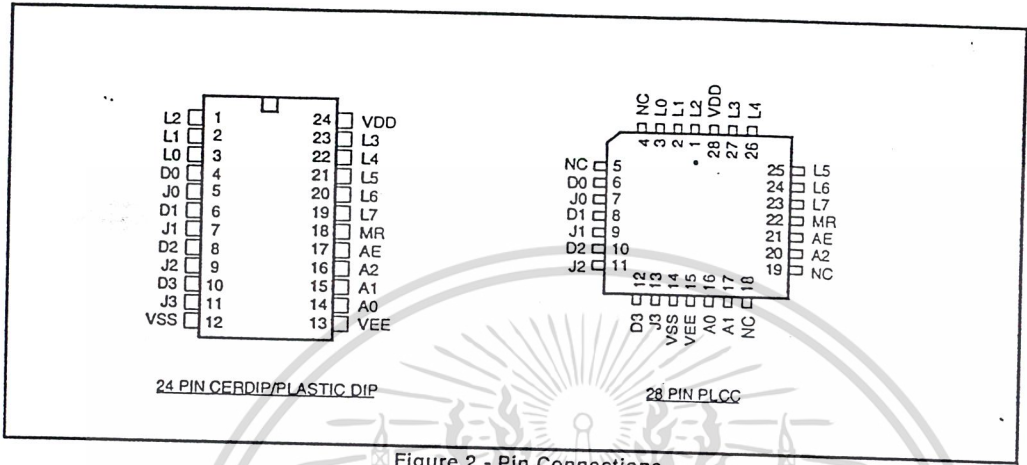 L2 1 24 VDD
L1 2 23 L3
L0 3 22 L4
D0 4 21 L5
J0 5 20 L6
D1 6 19 L7
J1 7 18 MR
D2 8 17 AE
J2 9 16 A2
D3 10 15 A1
J3 11 14 A0
VSS 12 13 VEE
24 PIN CERDIP/PLASTIC DIP
NC L0 L1 L2 VDD L3 L4
4 3 2 1 28 27 26
NC 5 25 L5
D0 6 24 L6
J0 7 23 L7
D1 8 22 MR
J1 9 21 AE
D2 10 20 A2
J2 11 19 NC
12 13 14 15 16 17 18
D3 J3 VSS VEE A0 A1 NC
28 PIN PLCC
Figure 2 - Pin Connections